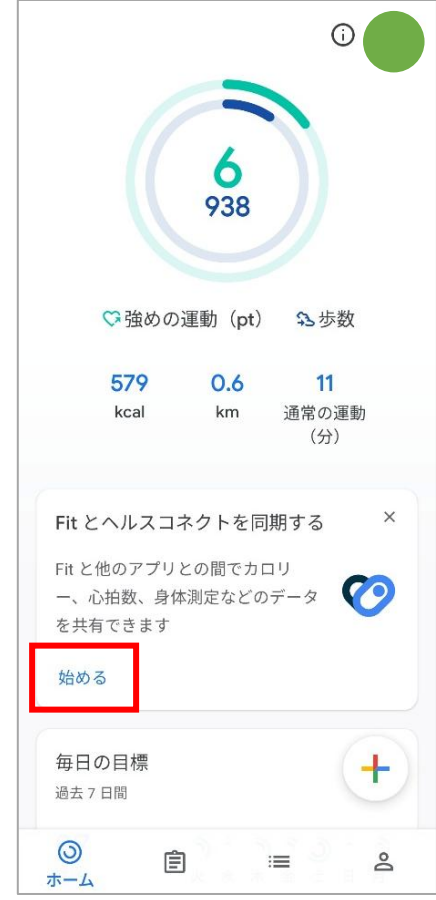 6
938
強めの運動（pt） 歩数
579 0.6 11
kcal km 通常の運動
（分）
Fit とヘルスコネクトを同期する
Fit と他のアプリとの間でカロリ
ー、心拍数、身体測定などのデータ
を共有できます
始める
毎日の目標
過去 7 日間
ホーム